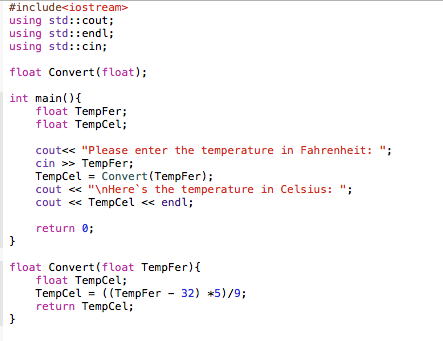 #include<iostream>
using std::cout;
using std::endl;
using std::cin;
float Convert(float);
int main(){
float TempFer;
float TempCel;
cout<< "Please enter the temperature in Fahrenheit: ";
cin >> TempFer;
TempCel = Convert(TempFer);
cout << "\nHere`s the temperature in Celsius: ";
cout << TempCel << endl;
return 0;
}
float Convert(float TempFer){
float TempCel;
TempCel = ((TempFer - 32) *5)/9;
return TempCel;
}